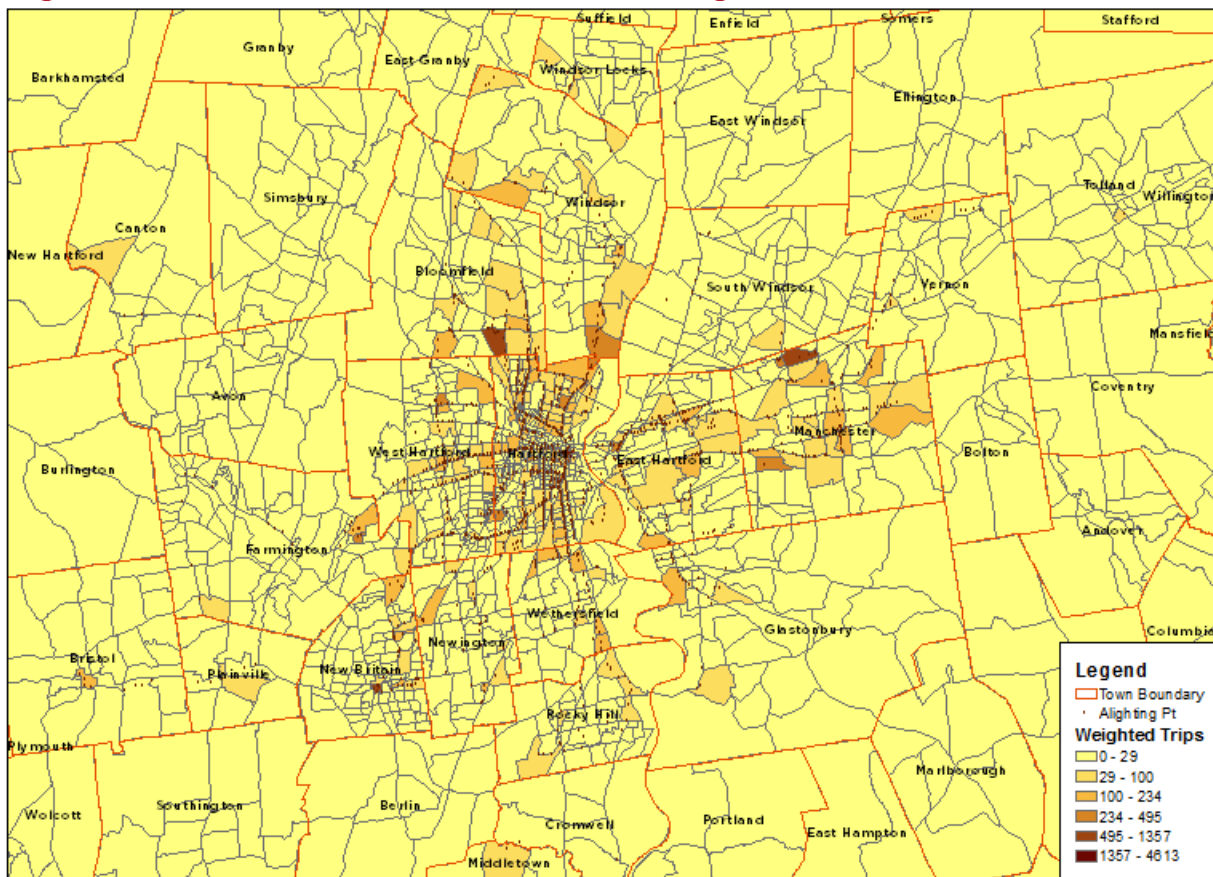 Suffield
Enfield
Somers
Stafford
Granby
East Granby
Windsor Locks
Barkhamsted
Ellington
East Windsor
Tolland
Willington
Simsbury
Windsor
Canton
New Hartford
Bloomfield
South Windsor
Vernon
Mansfield
Coventry
Avon
Manchester
West Hartford
Hartford
East Hartford
Bolton
Burlington
Andover
Farmington
Wethersfield
Glastonbury
Columbia
Newington
Bristol
Plainville
New Britain
Rocky Hill
Plymouth
Marlborough
Wolcott
Southington
Berlin
Cromwell
Portland
East Hampton
Middletown
Legend
Town Boundary
Alighting Pt
Weighted Trips
0 - 29
29 - 100
100 - 234
234 - 495
495 - 1357
1357 - 4613